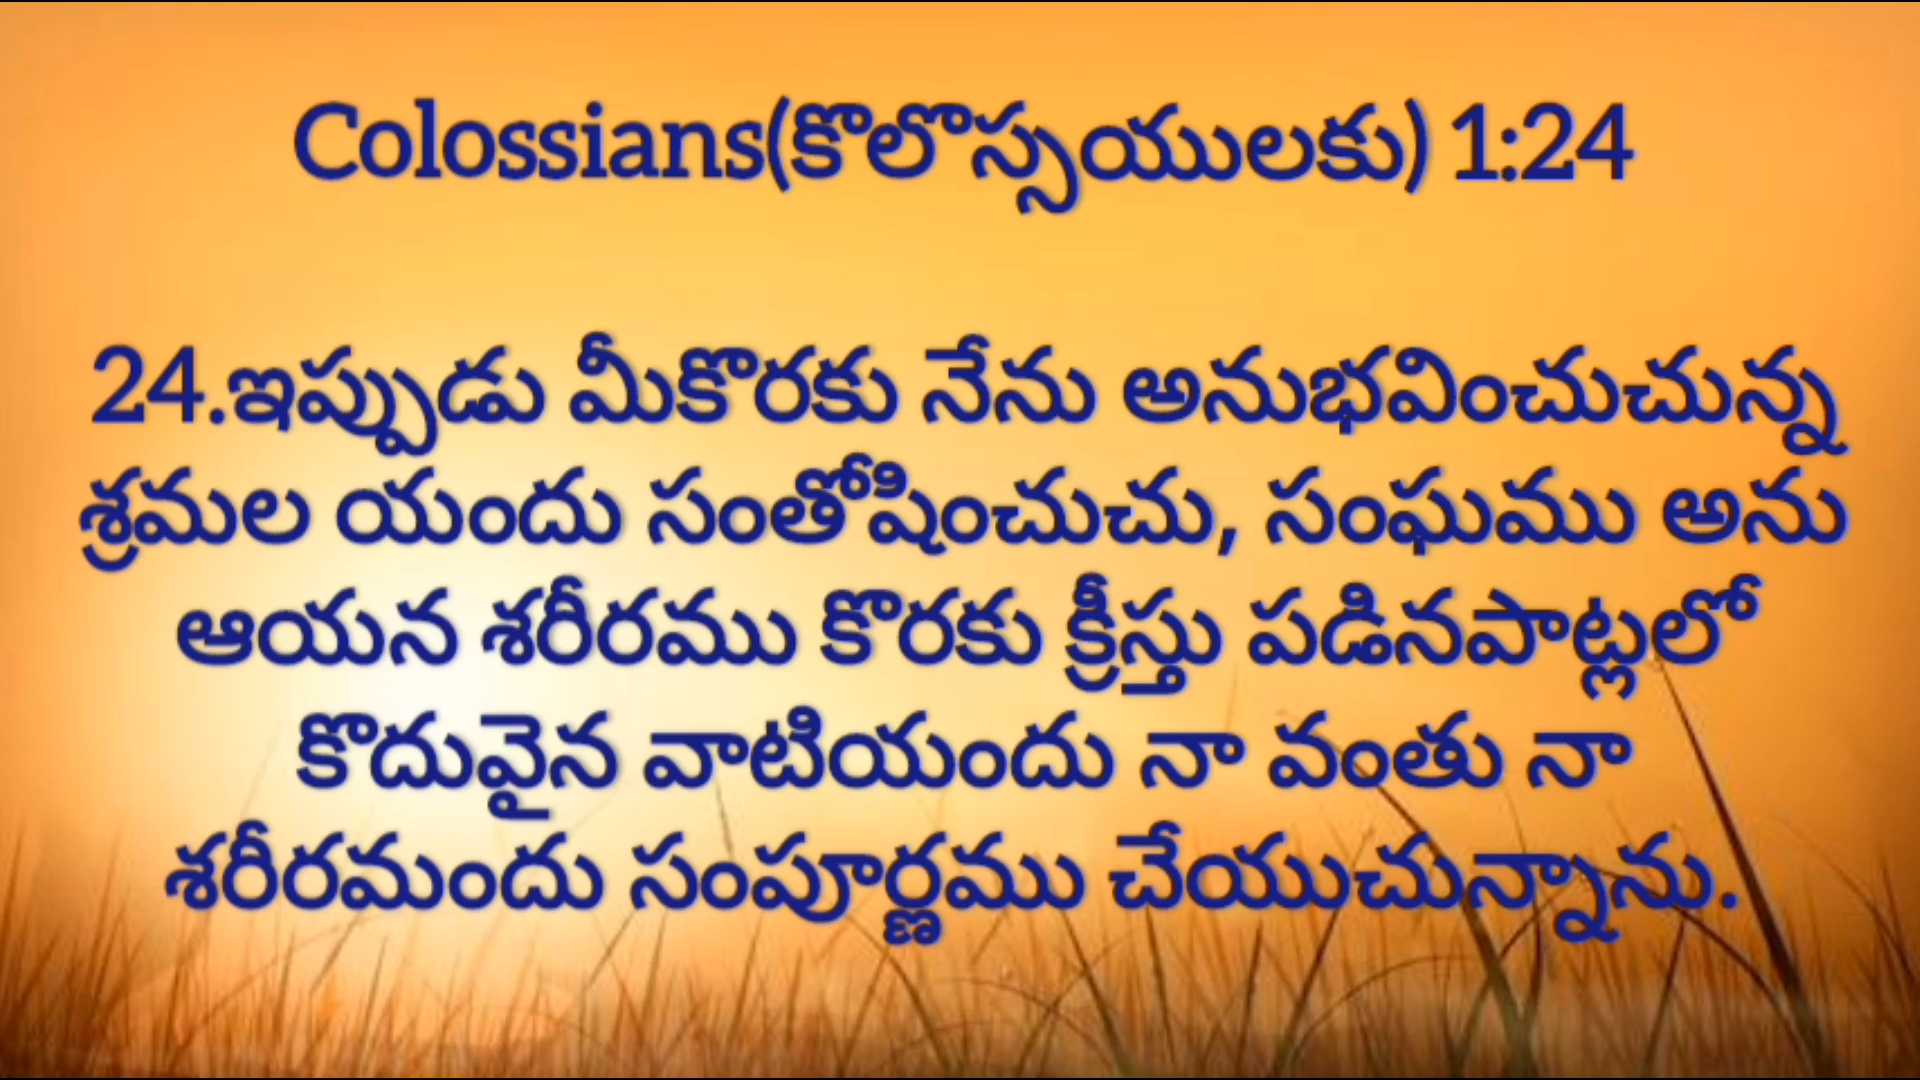 Colossians(కొలొస్సయులకు) 1:24
24.ఇప్పుడు మీకొరకు నేను అనుభవించుచున్న
శ్రమల యందు సంతోషించుచు, సంఘము అను
ఆయన శరీరము కొరకు క్రీస్తు పడినపాట్లలో
కొదువైన వాటియందు నా వంతు నా
శరీరమందు సంపూర్ణము చేయుచున్నాను.